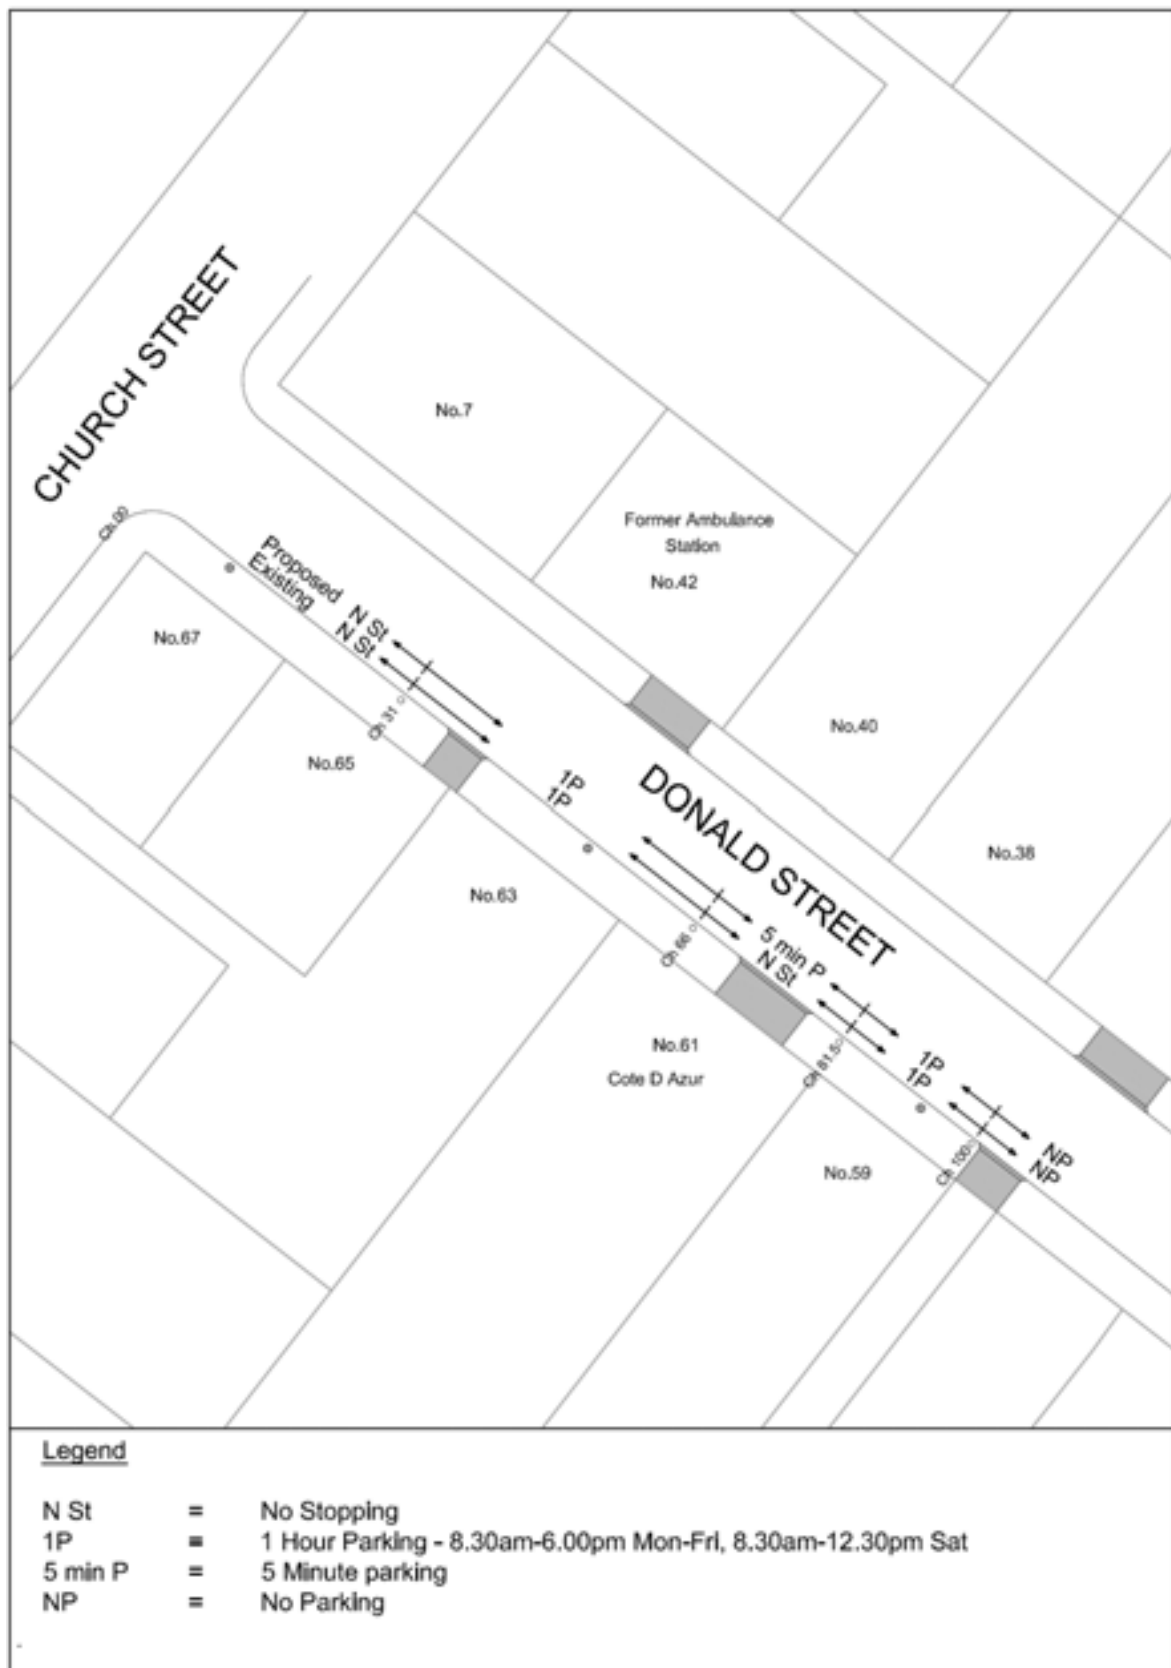 CHURCH STREET
No.7
Former Ambulance
Station
No.42
Ch 00
Proposed N St
Existing N St
No.67
Ch 31
No.65
No.40
1P
1P
DONALD STREET
No.38
No.63
5 min P
N St
Ch 66
No.61
Cote D Azur
Ch 81.5
1P
1P
NP
NP
Ch 100
No.59
Legend
N St = No Stopping
1P = 1 Hour Parking - 8.30am-6.00pm Mon-Fri, 8.30am-12.30pm Sat
5 min P = 5 Minute parking
NP = No Parking